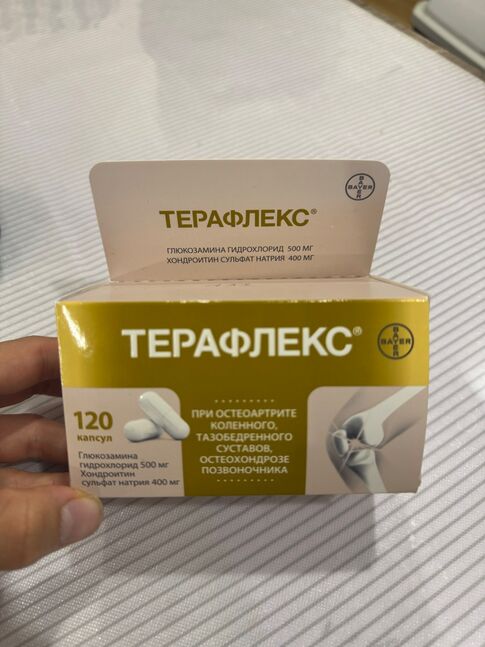 BAYER
ТЕРАФЛЕКС®
ГЛЮКОЗАМИНА ГИДРОХЛОРИД 500 МГ
ХОНДРОИТИН СУЛЬФАТ НАТРИЯ 400 МГ
ТЕРАФЛЕКС®
BAYER
120
капсул
Глюкозамина
гидрохлорид 500 мг
Хондроитин
сульфат натрия 400 мг
ПРИ ОСТЕОАРТРИТЕ
КОЛЕННОГО,
ТАЗОБЕДРЕННОГО
СУСТАВОВ,
ОСТЕОХОНДРОЗЕ
ПОЗВОНОЧНИКА